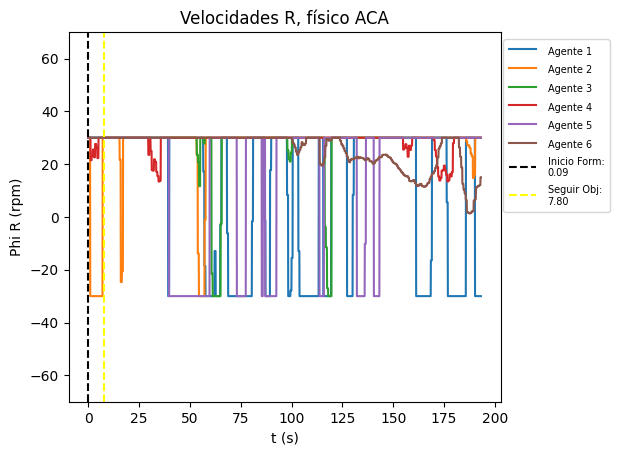 Velocidades R, físico ACA
Phi R (rpm)
60
40
20
0
−20
−40
−60
0
25
50
75
100
125
150
175
200
t (s)
Agente 1
Agente 2
Agente 3
Agente 4
Agente 5
Agente 6
Inicio Form:
0.09
Seguir Obj:
7.80